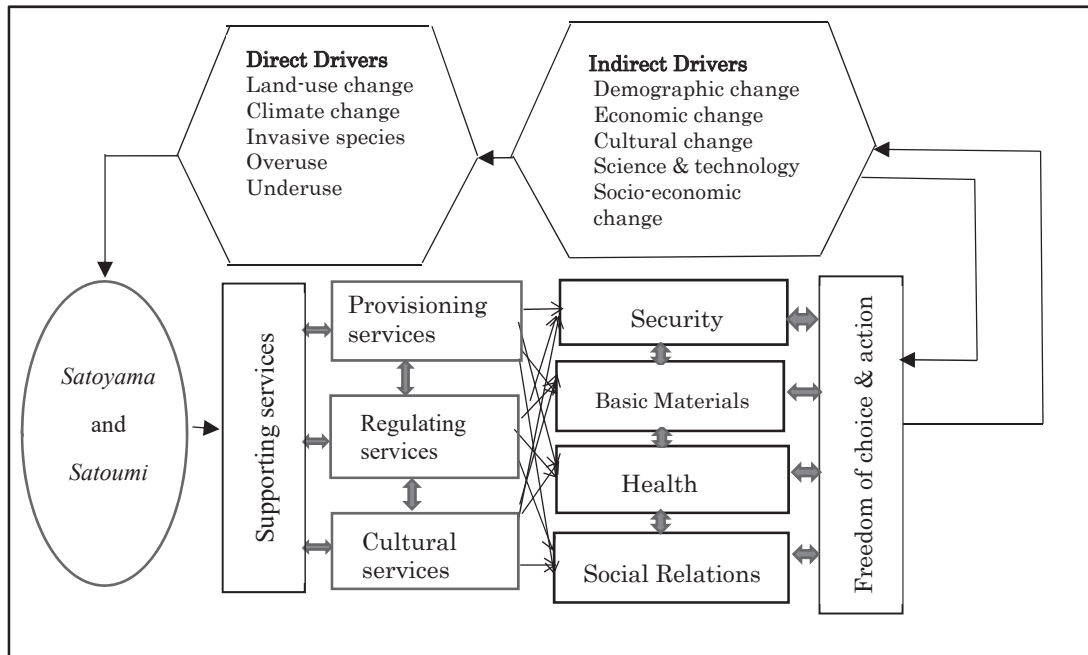 Direct Drivers
Land-use change
Climate change
Invasive species
Overuse
Underuse
Indirect Drivers
Demographic change
Economic change
Cultural change
Science & technology
Socio-economic
change
Satoyama
and
Satoumi
Supporting services
Provisioning
services
Regulating
services
Cultural
services
Security
Basic Materials
Health
Social Relations
Freedom of choice & action